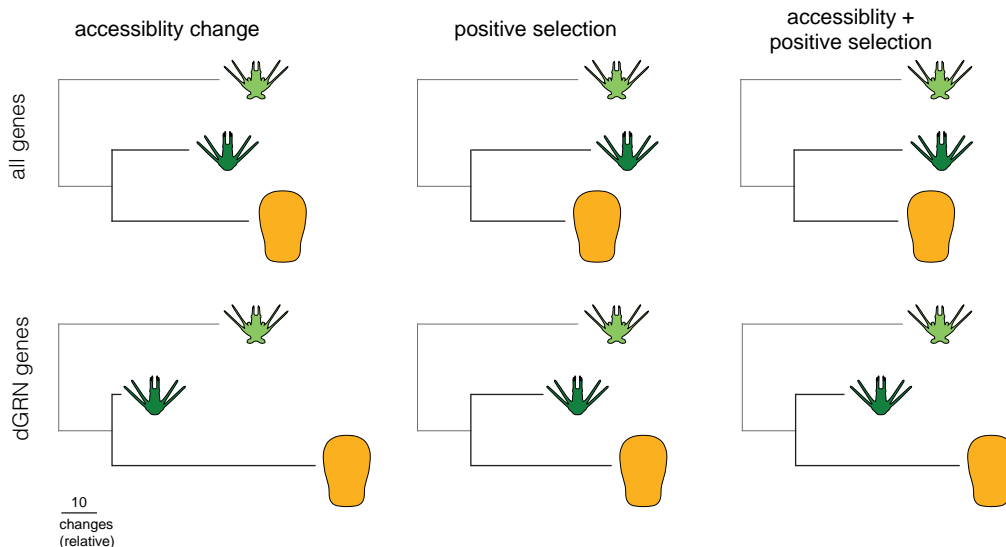 accessiblity change
positive selection
accessiblity +
positive selection
all genes
dGRN genes
10
changes
(relative)